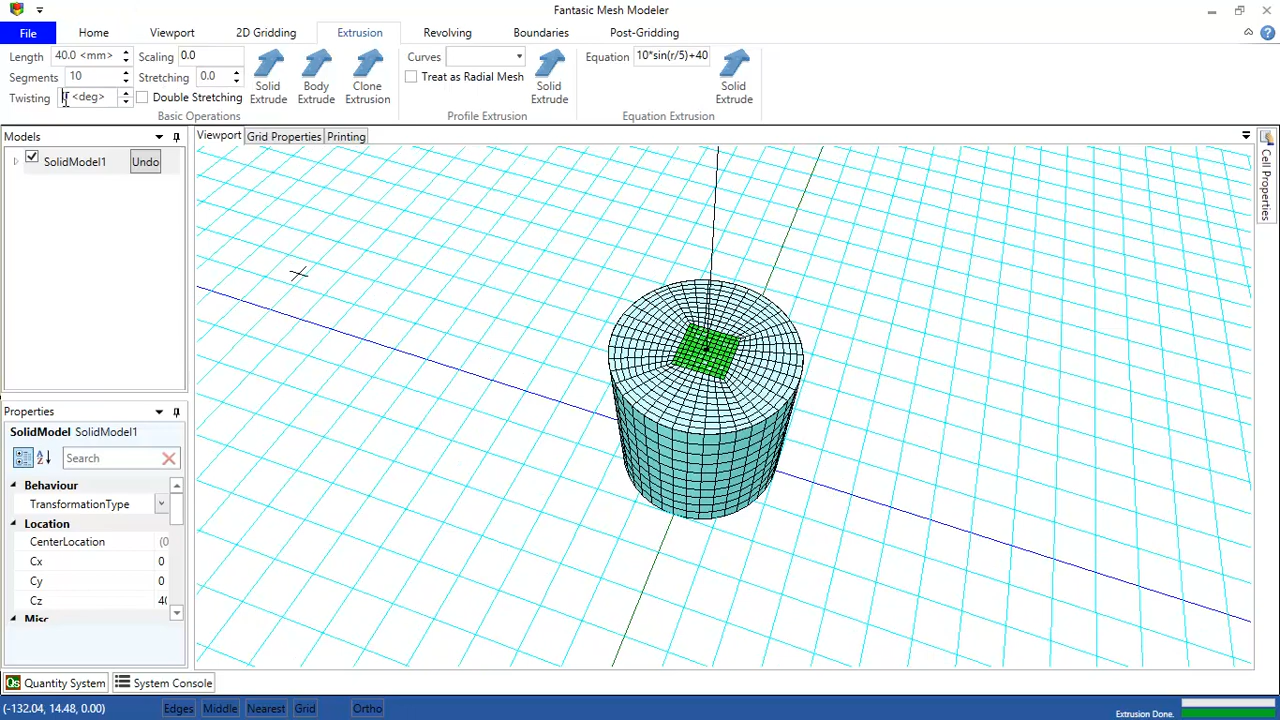 Fantasic Mesh Modeler
File Home Viewport 2D Gridding Extrusion Revolving Boundaries Post-Gridding
Length 40.0 <mm> Scaling 0.0
Segments 10 Stretching 0.0
Twisting <deg> Double Stretching
Solid Extrude
Body Extrude
Clone Extrusion
Basic Operations
Curves
Treat as Radial Mesh
Solid Extrude
Profile Extrusion
Equation 10*sin(r/5)+40
Solid Extrude
Equation Extrusion
Models
SolidModel1 Undo
Viewport Grid Properties Printing
Cell Properties
Properties
SolidModel SolidModel1
A Z Search
Behaviour
TransformationType
Location
CenterLocation (0
Cx 0
Cy 0
Cz 40
Misc
Qs Quantity System System Console
(-132.04, 14.48, 0.00) Edges Middle Nearest Grid Ortho Extrusion Done.